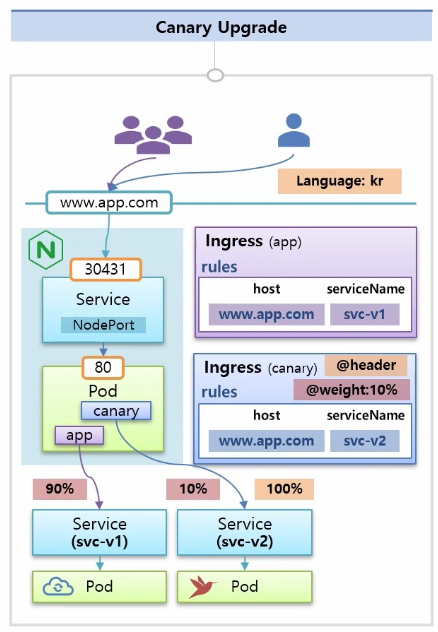 Canary Upgrade
Language: kr
www.app.com
N
30431
Service
NodePort
80
Pod
canary
app
Ingress (app)
rules
host serviceName
www.app.com svc-v1
Ingress (canary) @header
rules @weight:10%
host serviceName
www.app.com svc-v2
90% 10% 100%
Service
(svc-v1)
Service
(svc-v2)
Pod
Pod